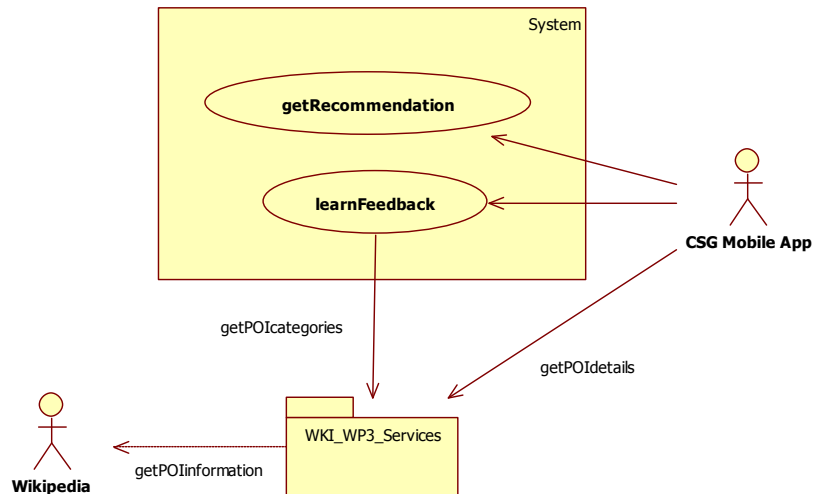 System
getRecommendation
learnFeedback
CSG Mobile App
getPOIcategories
getPOIdetails
WKI_WP3_Services
getPOIinformation
Wikipedia